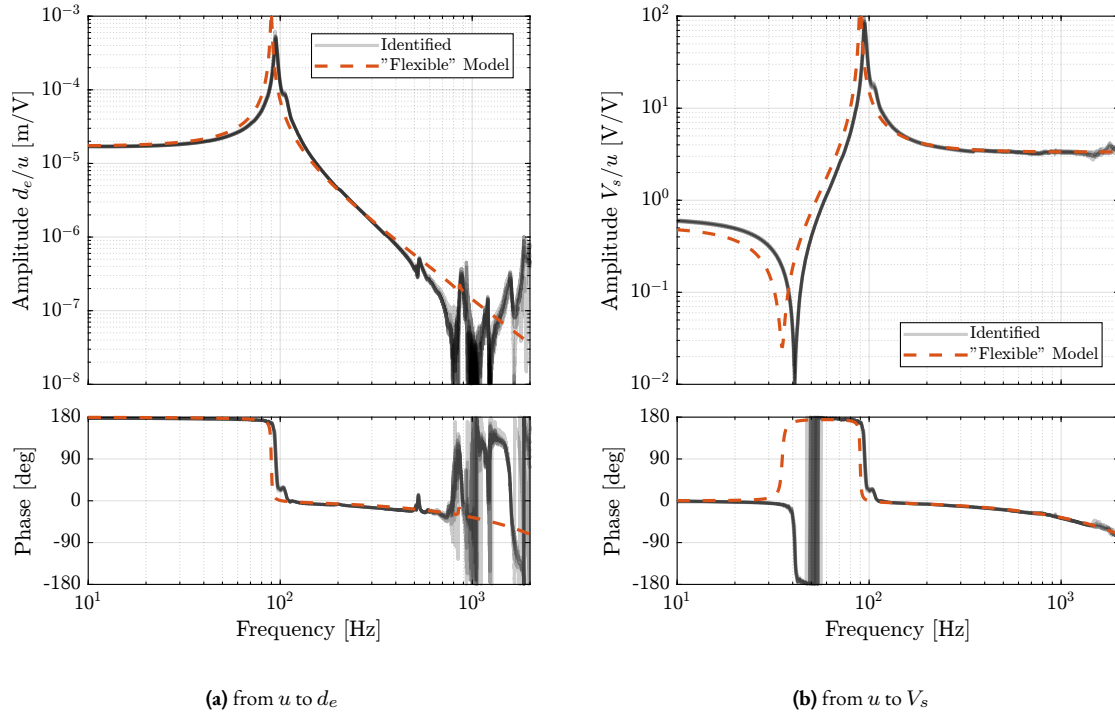 10^{-3}
10^{-4}
10^{-5}
10^{-6}
10^{-7}
10^{-8}
Amplitude d_e/u [m/V]
Identified
"Flexible" Model
180
90
0
-90
-180
Phase [deg]
10^1
10^2
10^3
Frequency [Hz]
(a) from u to d_e
10^2
10^1
10^0
10^{-1}
10^{-2}
Amplitude V_s/u [V/V]
Identified
"Flexible" Model
180
90
0
-90
-180
Phase [deg]
10^1
10^2
10^3
Frequency [Hz]
(b) from u to V_s